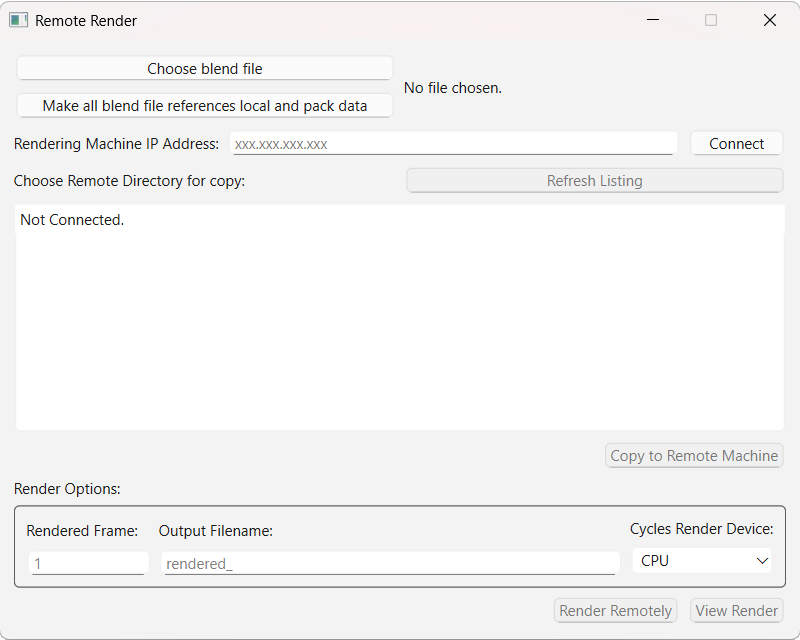 Remote Render
Choose blend file
No file chosen.
Make all blend file references local and pack data
Rendering Machine IP Address: xxx.xxx.xxx.xxx Connect
Choose Remote Directory for copy: Refresh Listing
Not Connected.
Copy to Remote Machine
Render Options:
Rendered Frame: Output Filename: Cycles Render Device:
1 rendered_ CPU
Render Remotely View Render